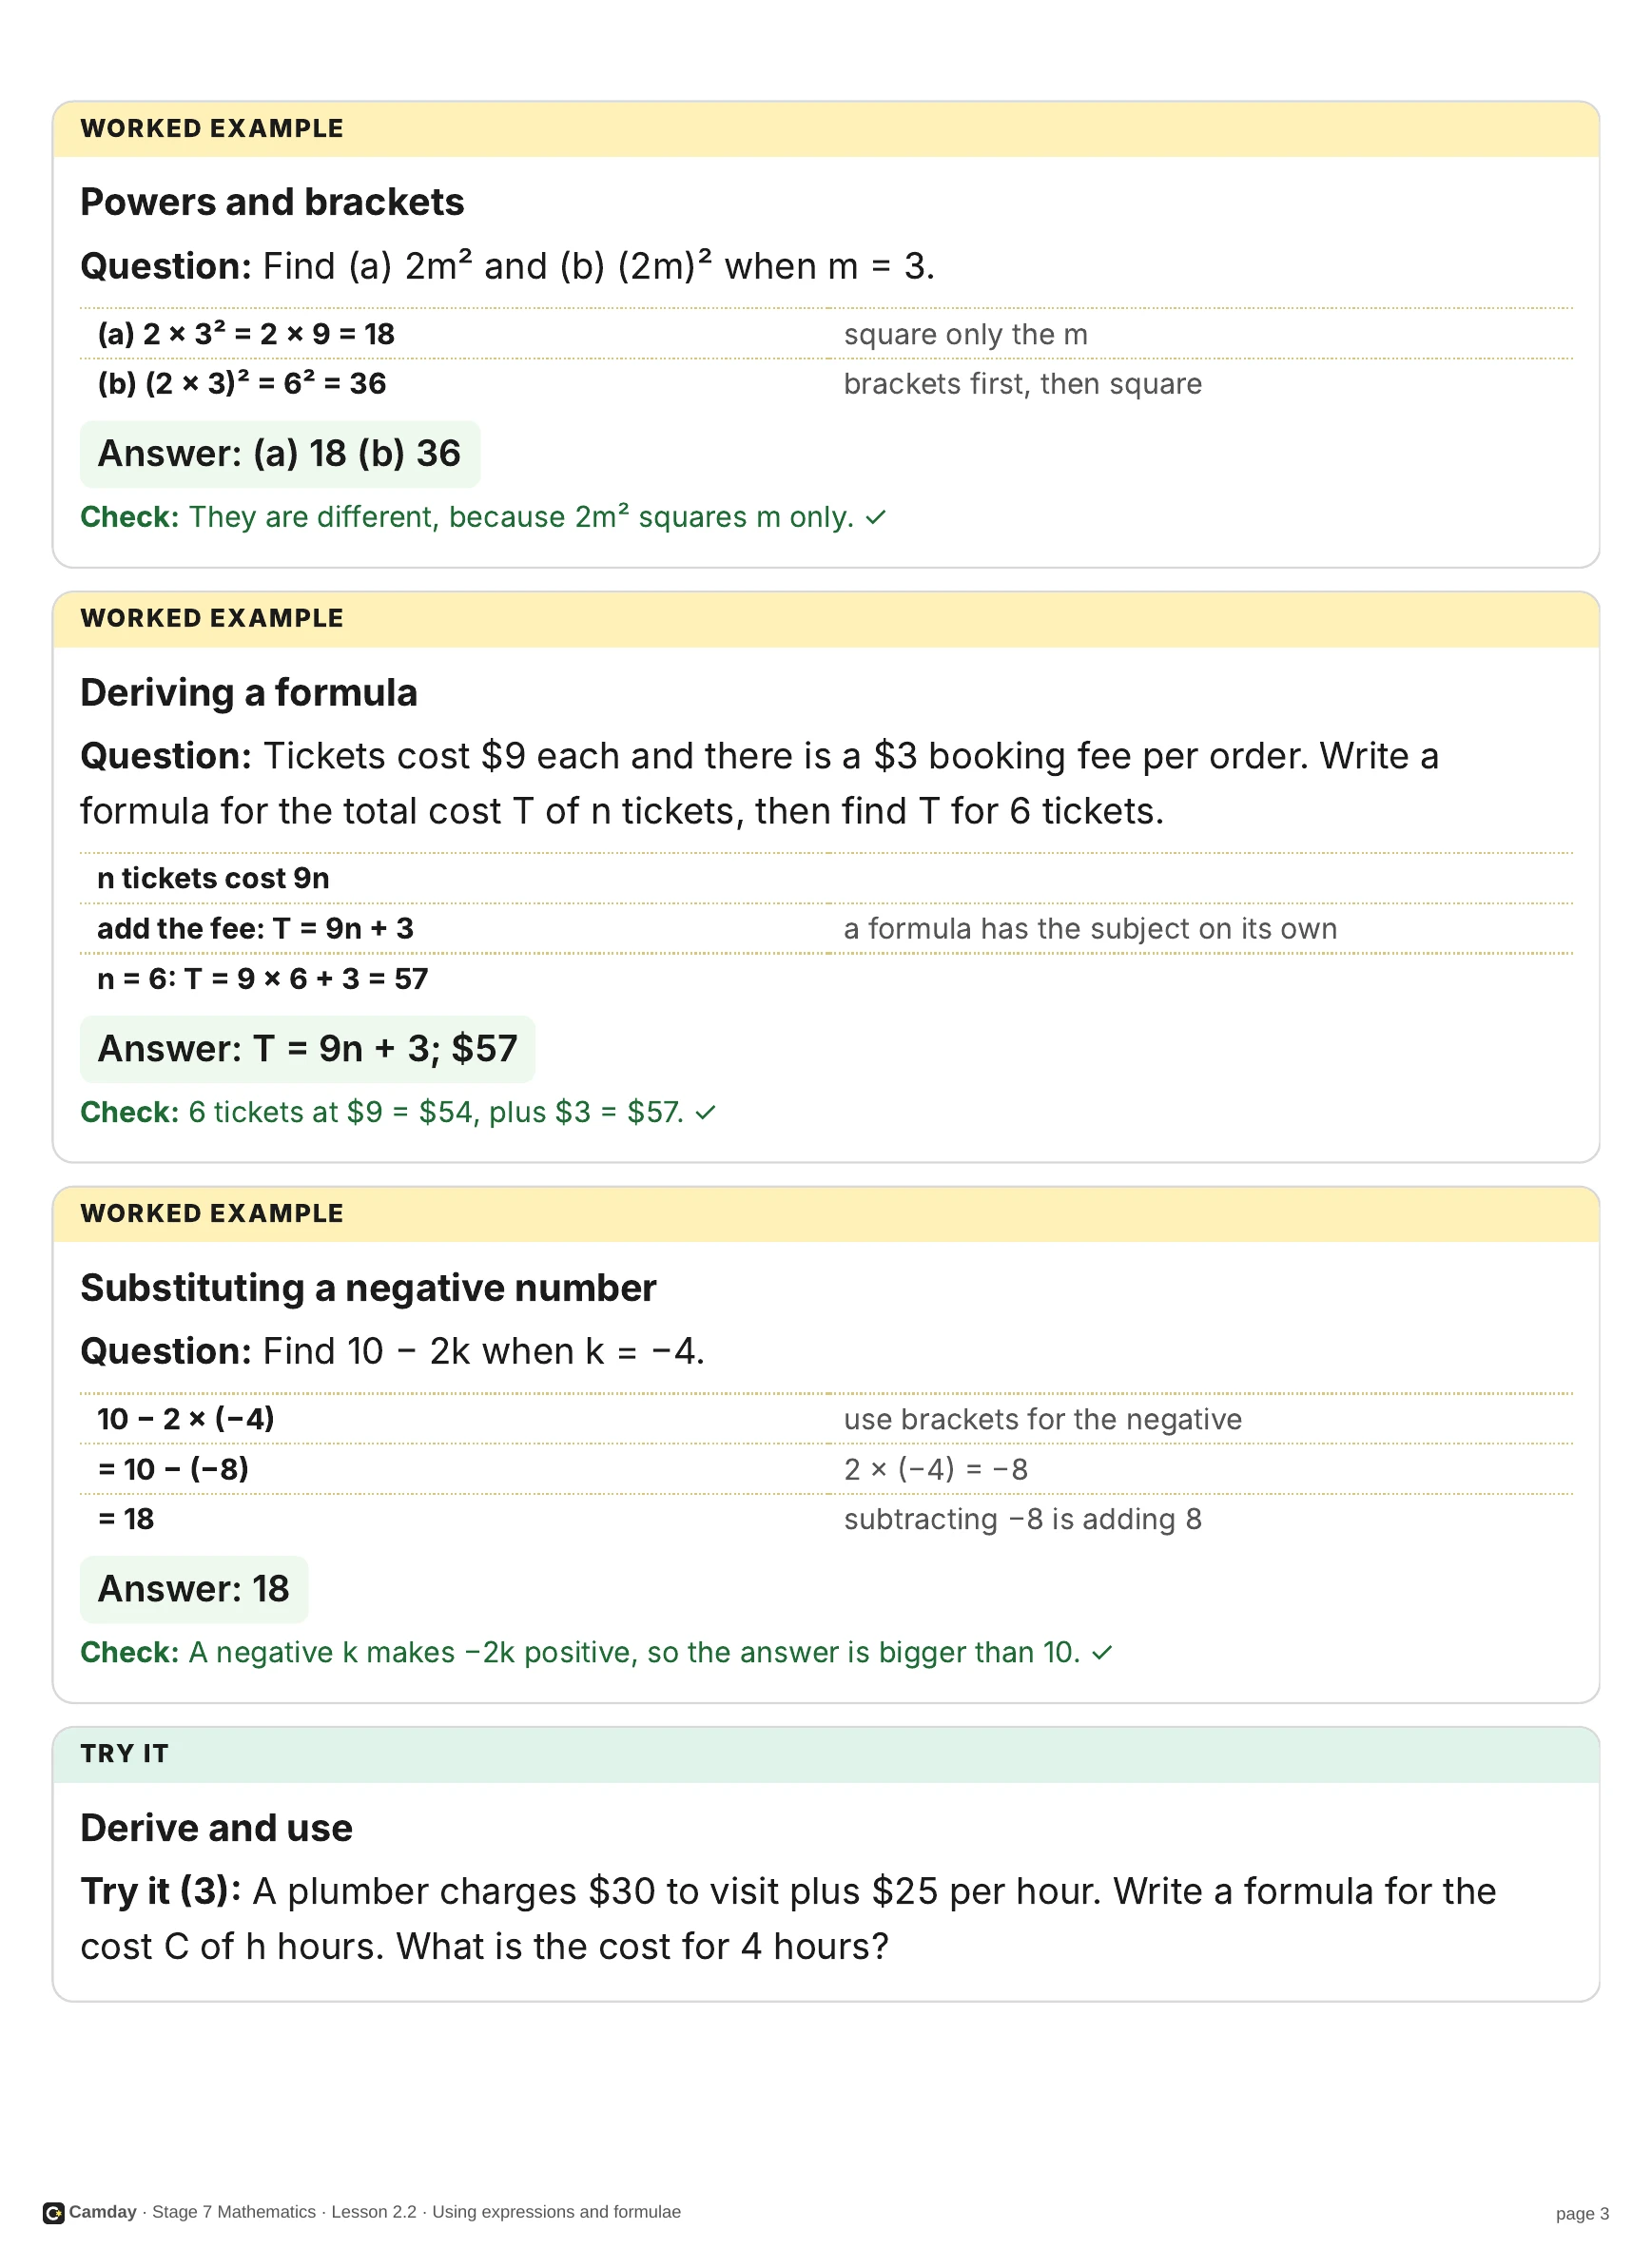 WORKED EXAMPLE
Powers and brackets
Question: Find (a) 2m² and (b) (2m)² when m = 3.
(a) 2 × 3² = 2 × 9 = 18 square only the m
(b) (2 × 3)² = 6² = 36 brackets first, then square
Answer: (a) 18 (b) 36
Check: They are different, because 2m² squares m only. ✓
WORKED EXAMPLE
Deriving a formula
Question: Tickets cost $9 each and there is a $3 booking fee per order. Write a
formula for the total cost T of n tickets, then find T for 6 tickets.
n tickets cost 9n
add the fee: T = 9n + 3 a formula has the subject on its own
n = 6: T = 9 × 6 + 3 = 57
Answer: T = 9n + 3; $57
Check: 6 tickets at $9 = $54, plus $3 = $57. ✓
WORKED EXAMPLE
Substituting a negative number
Question: Find 10 − 2k when k = −4.
10 − 2 × (−4) use brackets for the negative
= 10 − (−8) 2 × (−4) = −8
= 18 subtracting −8 is adding 8
Answer: 18
Check: A negative k makes −2k positive, so the answer is bigger than 10. ✓
TRY IT
Derive and use
Try it (3): A plumber charges $30 to visit plus $25 per hour. Write a formula for the
cost C of h hours. What is the cost for 4 hours?
Camday · Stage 7 Mathematics · Lesson 2.2 · Using expressions and formulae page 3